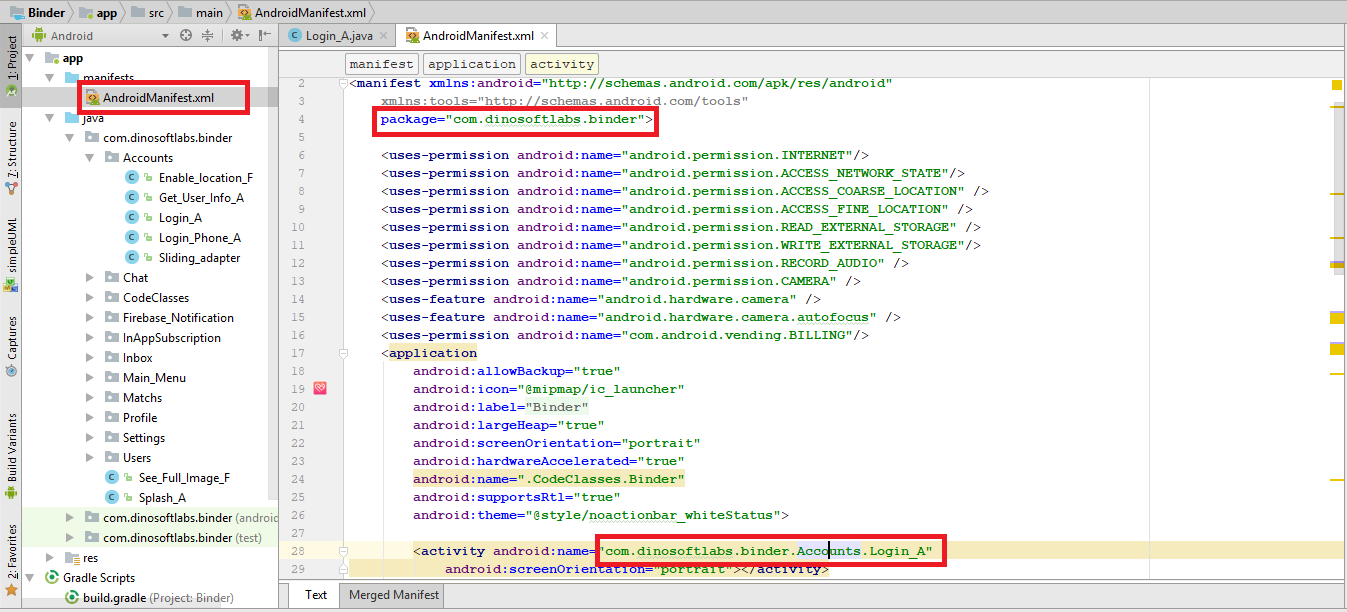 Binder app src main AndroidManifest.xml
Android
Login_A.java AndroidManifest.xml
1: Project
7: Structure
simpleUML
Captures
Build Variants
2: Favorites
app
manifests
AndroidManifest.xml
java
com.dinosoftlabs.binder
Accounts
C Enable_location_F
C Get_User_Info_A
C Login_A
C Login_Phone_A
C Sliding_adapter
Chat
CodeClasses
Firebase_Notification
InAppSubscription
Inbox
Main_Menu
Matchs
Profile
Settings
Users
C See_Full_Image_F
C Splash_A
com.dinosoftlabs.binder (androi
com.dinosoftlabs.binder (test)
res
Gradle Scripts
build.gradle (Project: Binder)
manifest application activity
2 <manifest xmlns:android="http://schemas.android.com/apk/res/android"
3 xmlns:tools="http://schemas.android.com/tools"
4 package="com.dinosoftlabs.binder">
5
6 <uses-permission android:name="android.permission.INTERNET"/>
7 <uses-permission android:name="android.permission.ACCESS_NETWORK_STATE"/>
8 <uses-permission android:name="android.permission.ACCESS_COARSE_LOCATION" />
9 <uses-permission android:name="android.permission.ACCESS_FINE_LOCATION" />
10 <uses-permission android:name="android.permission.READ_EXTERNAL_STORAGE" />
11 <uses-permission android:name="android.permission.WRITE_EXTERNAL_STORAGE"/>
12 <uses-permission android:name="android.permission.RECORD_AUDIO" />
13 <uses-permission android:name="android.permission.CAMERA" />
14 <uses-feature android:name="android.hardware.camera" />
15 <uses-feature android:name="android.hardware.camera.autofocus" />
16 <uses-permission android:name="com.android.vending.BILLING"/>
17 <application
18 android:allowBackup="true"
19 android:icon="@mipmap/ic_launcher"
20 android:label="Binder"
21 android:largeHeap="true"
22 android:screenOrientation="portrait"
23 android:hardwareAccelerated="true"
24 android:name=".CodeClasses.Binder"
25 android:supportsRtl="true"
26 android:theme="@style/noactionbar_whiteStatus">
27
28 <activity android:name="com.dinosoftlabs.binder.Accounts.Login_A"
29 android:screenOrientation="portrait"></activity>
Text Merged Manifest